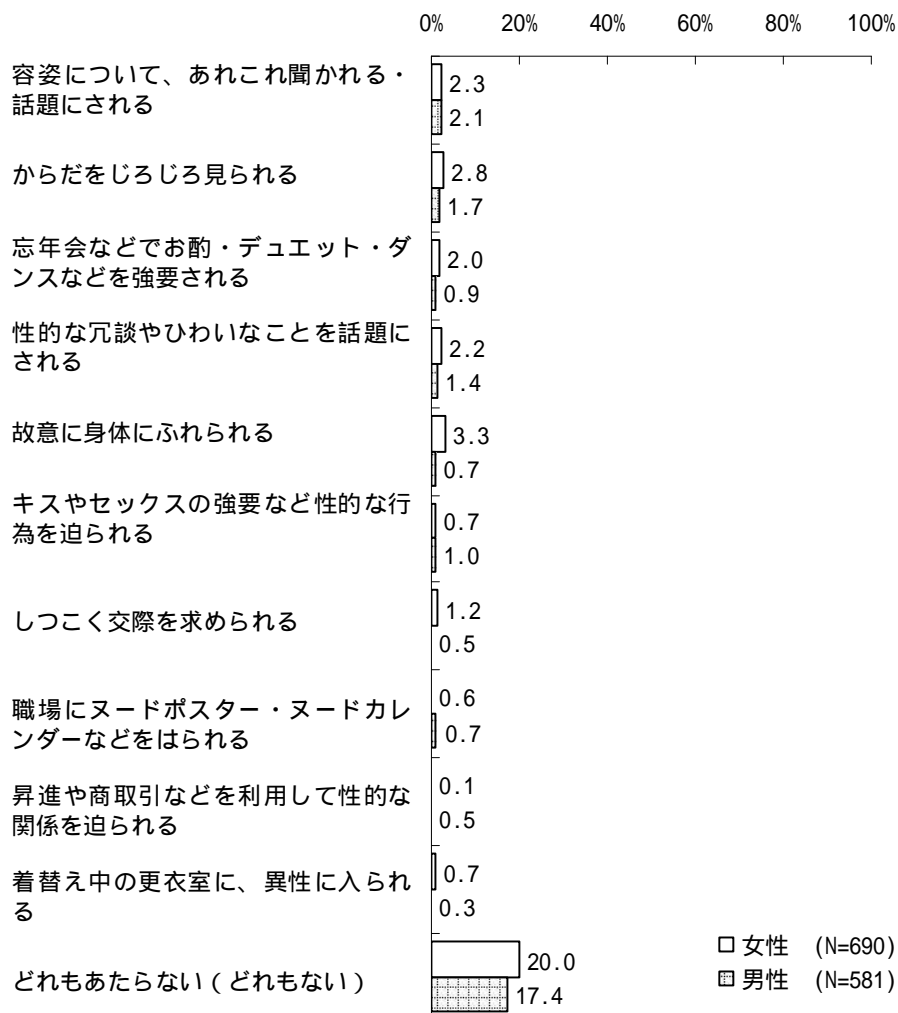 0% 20% 40% 60% 80% 100%
容姿について、あれこれ聞かれる・
話題にされる
2.3
2.1
からだをじろじろ見られる
2.8
1.7
忘年会などでお酌・デュエット・ダ
ンスなどを強要される
2.0
0.9
性的な冗談やひわいなことを話題に
される
2.2
1.4
故意に身体にふれられる
3.3
0.7
キスやセックスの強要など性的な行
為を迫られる
0.7
1.0
しつこく交際を求められる
1.2
0.5
職場にヌードポスター・ヌードカレ
ンダーなどをはられる
0.6
0.7
昇進や商取引などを利用して性的な
関係を迫られる
0.1
0.5
着替え中の更衣室に、異性に入られ
る
0.7
0.3
どれもあたらない(どれもない)
20.0
17.4
女性 (N=690)
男性 (N=581)